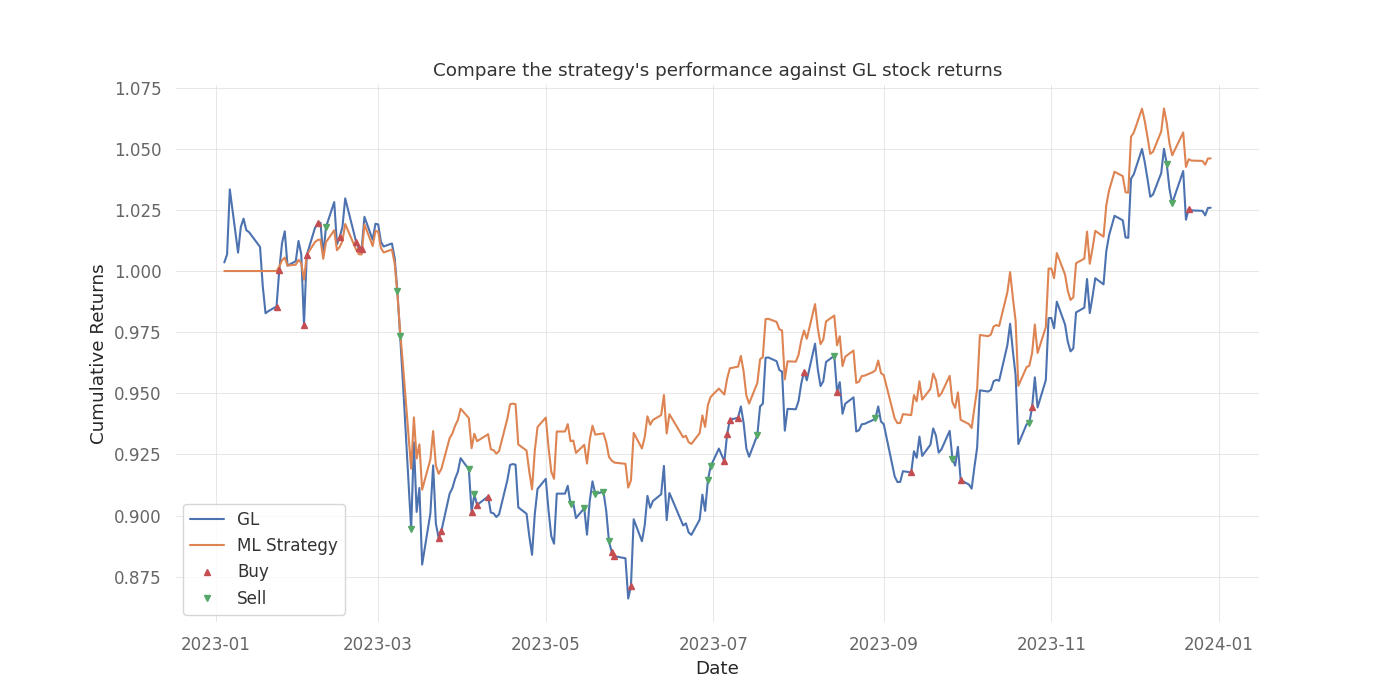 Compare the strategy's performance against GL stock returns
Cumulative Returns
1.075
1.050
1.025
1.000
0.975
0.950
0.925
0.900
0.875
GL
ML Strategy
Buy
Sell
2023-01
2023-03
2023-05
2023-07
2023-09
2023-11
2024-01
Date